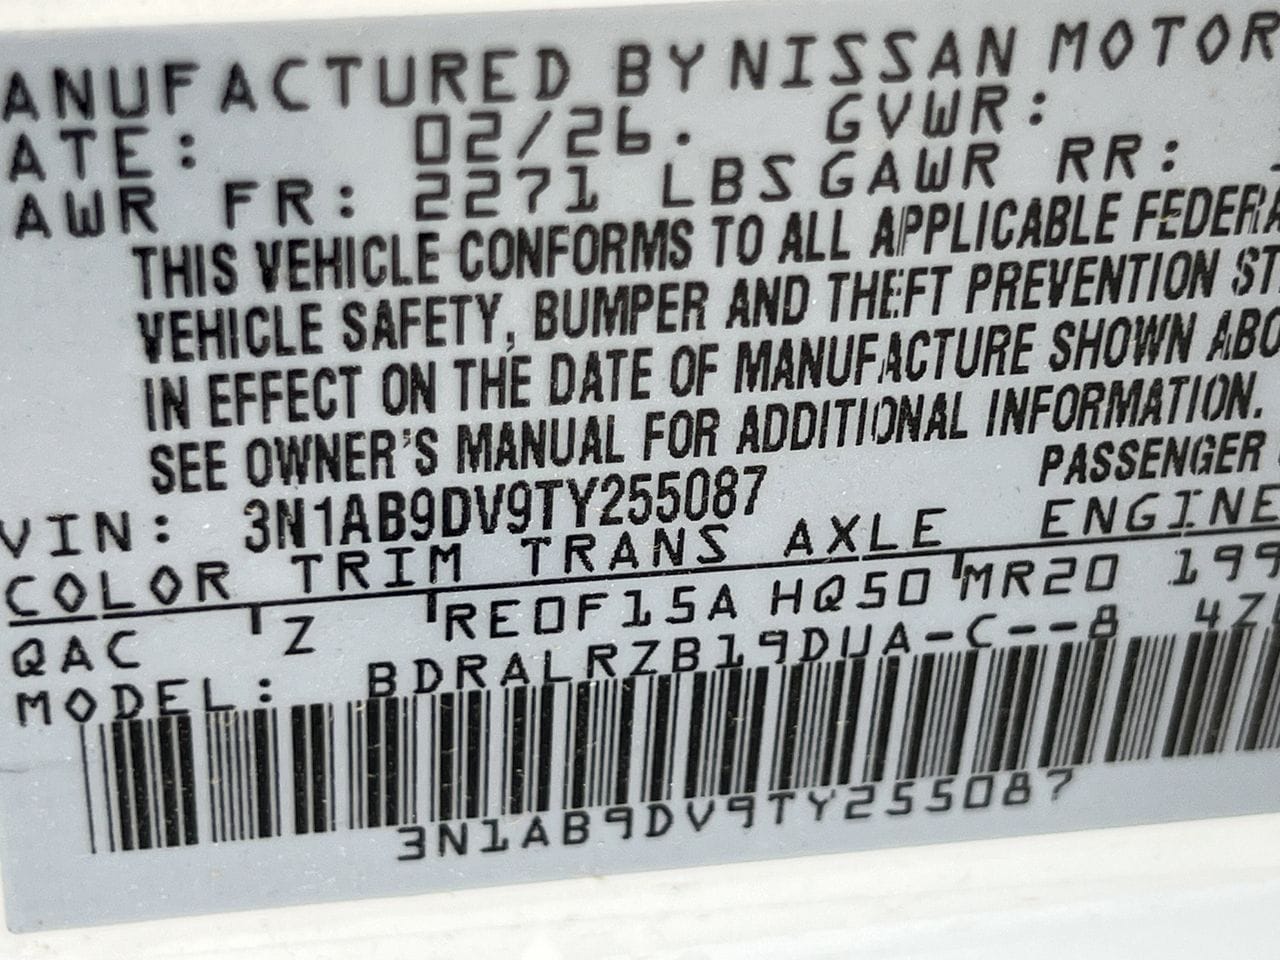 ANUFACTURED BY NISSAN MOTOR
ATE: 02/26. GVWR:
AWR FR: 2271 LBS GAWR RR:
THIS VEHICLE CONFORMS TO ALL APPLICABLE FEDERA
VEHICLE SAFETY, BUMPER AND THEFT PREVENTION ST
IN EFFECT ON THE DATE OF MANUFACTURE SHOWN ABO
SEE OWNER'S MANUAL FOR ADDITIONAL INFORMATION.
VIN: 3N1AB9DV9TY255087 PASSENGER
COLOR TRIM TRANS AXLE ENGINE
QAC Z RE0F15A HQ50 MR20 199
MODEL: BDRALRZB19DUA-C--8 4Z
3N1AB9DV9TY255087